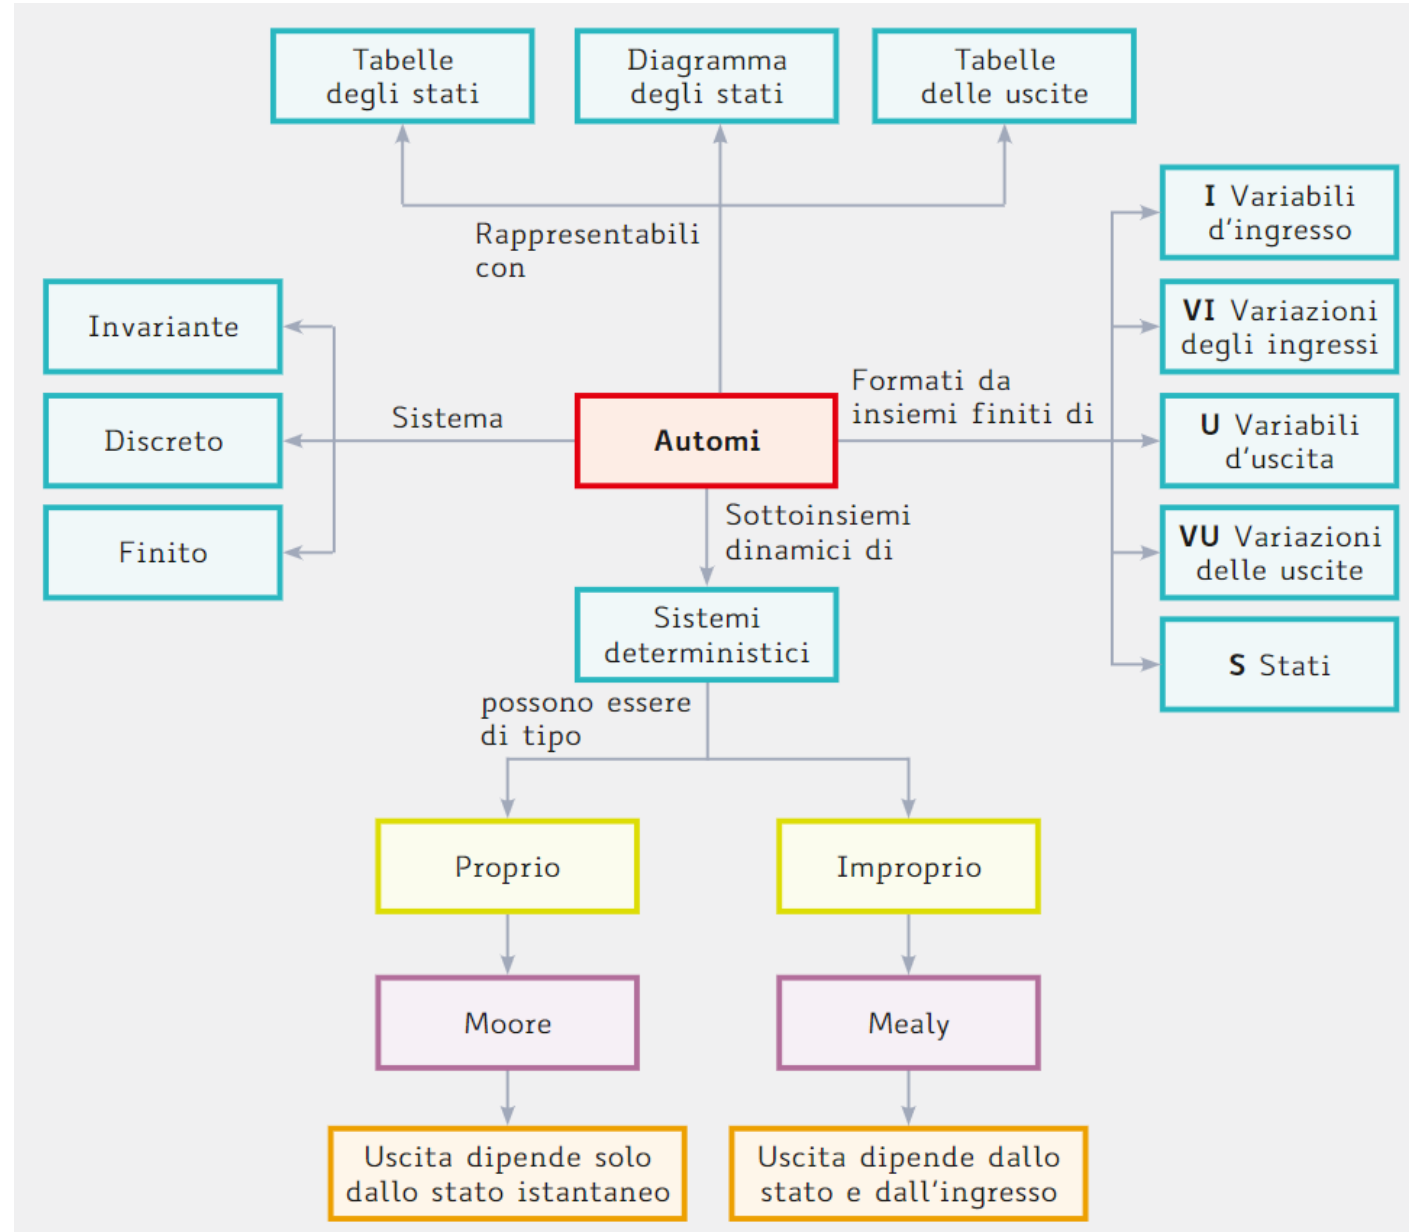 Tabelle
degli stati
Diagramma
degli stati
Tabelle
delle uscite
Rappresentabili
con
I Variabili
d'ingresso
VI Variazioni
degli ingressi
U Variabili
d'uscita
VU Variazioni
delle uscite
S Stati
Formati da
insiemi finiti di
Automi
Sistema
Invariante
Discreto
Finito
Sottoinsiemi
dinamici di
Sistemi
deterministici
possono essere
di tipo
Proprio
Improprio
Moore
Mealy
Uscita dipende solo
dallo stato istantaneo
Uscita dipende dallo
stato e dall'ingresso